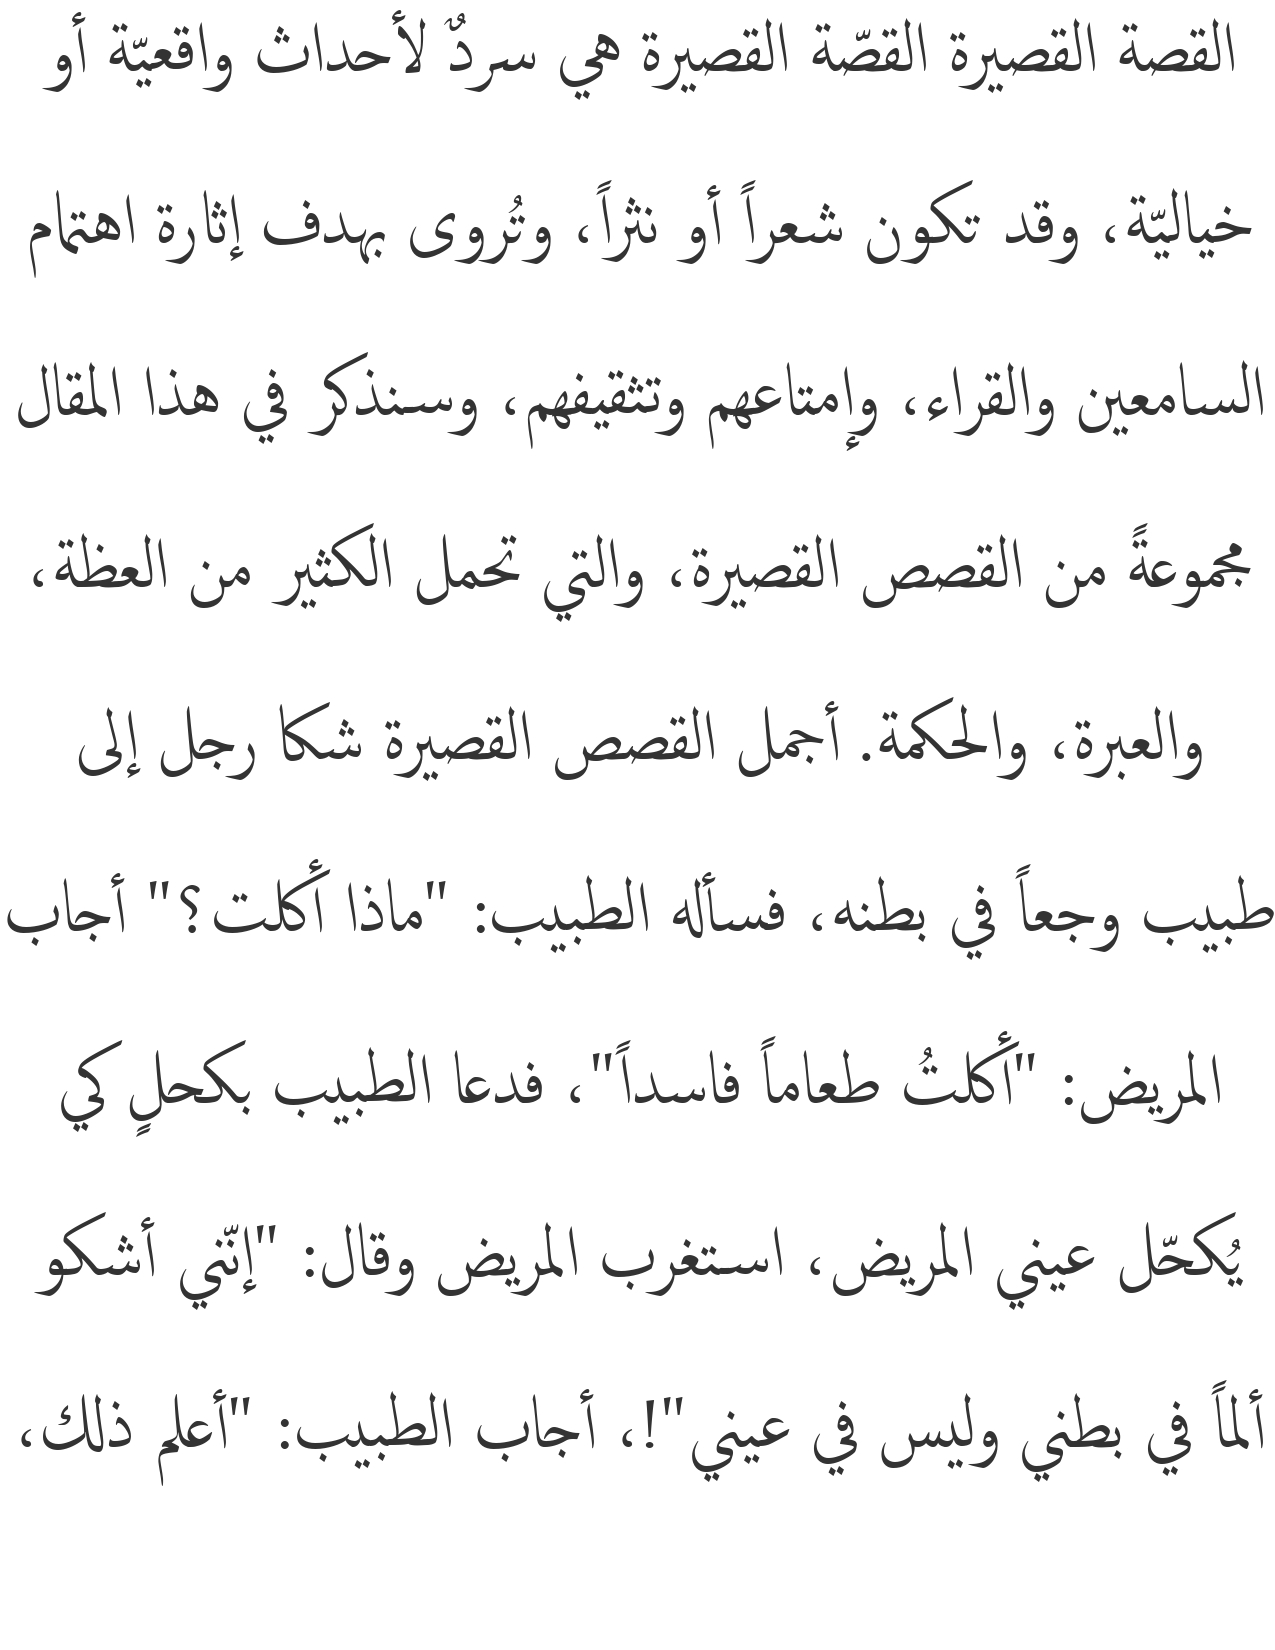 القصة القصيرة القصّة القصيرة هي سردٌ لأحداث واقعيّة أو
خياليّة، وقد تكون شعراً أو نثراً، وتُروى بهدف إثارة اهتمام
السامعين والقراء، وإمتاعهم وتثقيفهم، وسنذكر في هذا المقال
مجموعةً من القصص القصيرة، والتي تحمل الكثير من العظة،
والعبرة، والحكمة. أجمل القصص القصيرة شكا رجل إلى
طبيب وجعاً في بطنه، فسأله الطبيب: "ماذا أكلت؟" أجاب
المريض: "أكلتُ طعاماً فاسداً"، فدعا الطبيب بكحلٍ كي
يُكحّل عيني المريض، استغرب المريض وقال: "إنّني أشكو
ألماً في بطني وليس في عيني"!، أجاب الطبيب: "أعلم ذلك،